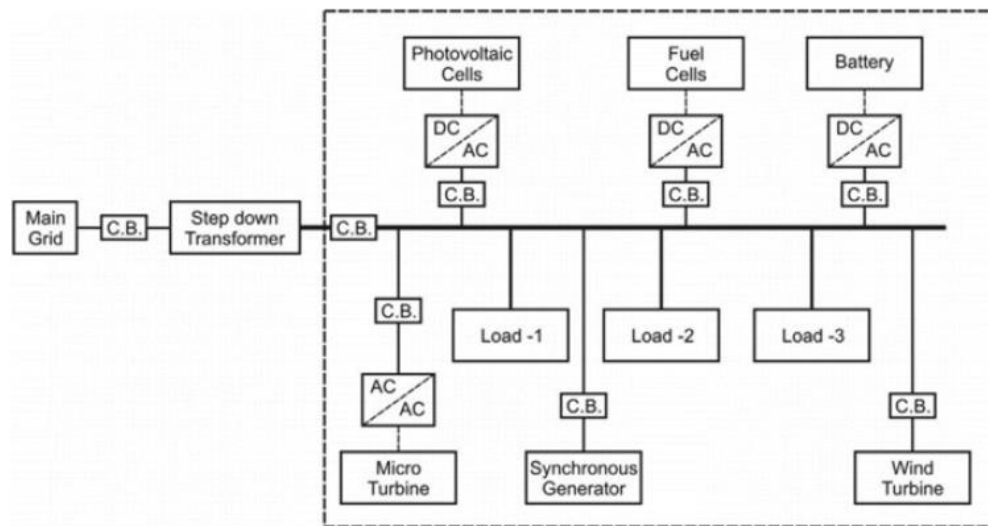 Photovoltaic
Cells
Fuel
Cells
Battery
DC
AC
DC
AC
DC
AC
C.B.
C.B.
C.B.
Main
Grid
C.B.
Step down
Transformer
C.B.
C.B.
Load -1
Load -2
Load -3
AC
AC
C.B.
C.B.
Micro
Turbine
Synchronous
Generator
Wind
Turbine